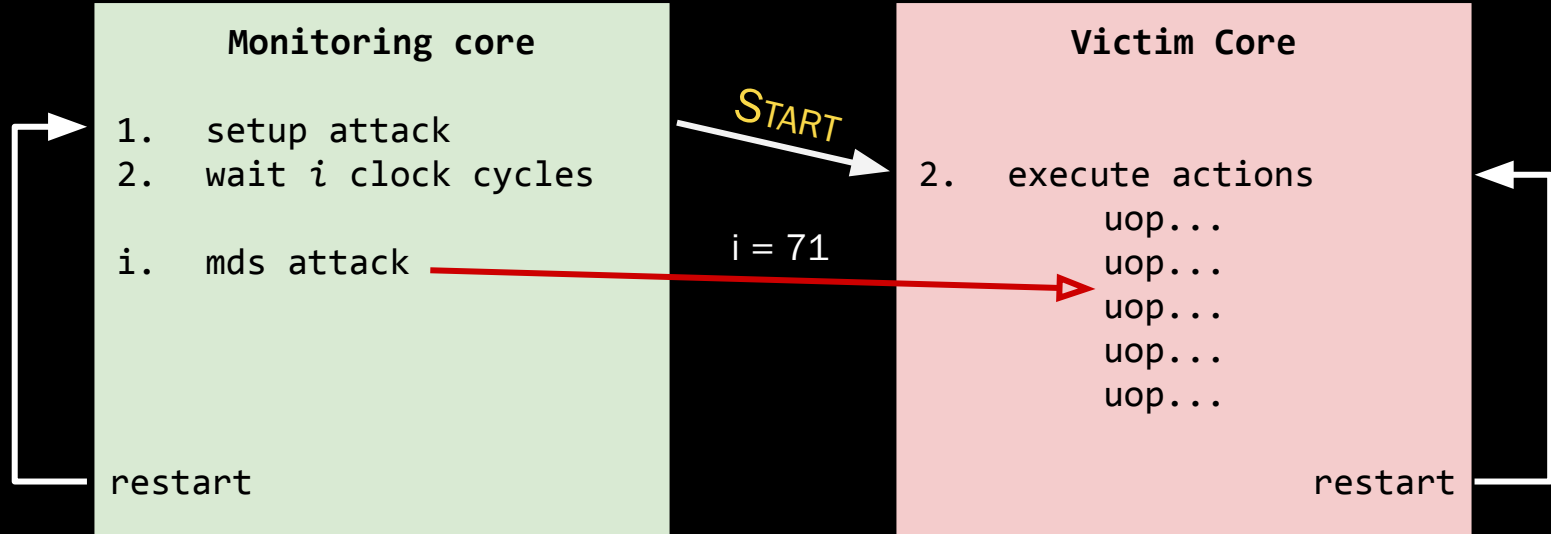 Monitoring core
1. setup attack
2. wait i clock cycles
i. mds attack
restart
START
i = 71
Victim Core
2. execute actions
uop...
uop...
uop...
uop...
uop...
restart